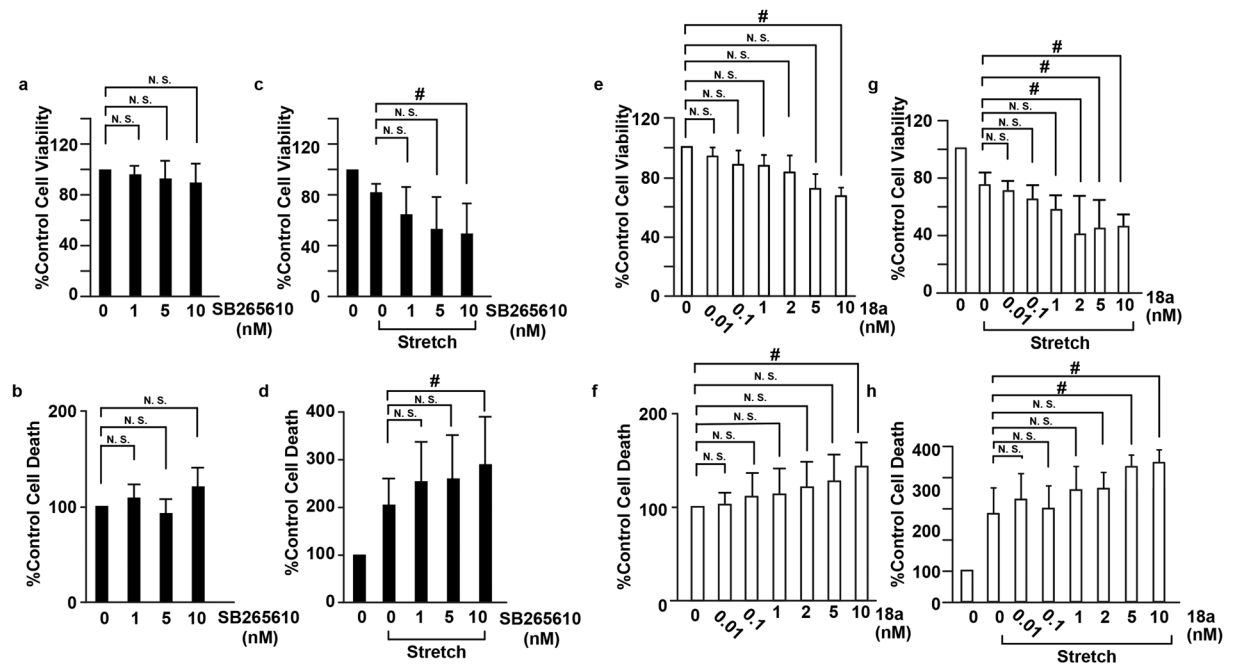 a
N. S.
N. S.
N. S.
%Control Cell Viability
120
80
40
0
0 1 5 10 SB265610
(nM)
c
#
N. S.
N. S.
%Control Cell Viability
120
80
40
0
0 0 1 5 10 SB265610
(nM)
Stretch
e
#
N. S.
N. S.
N. S.
N. S.
N. S.
%Control Cell Viability
120
80
40
0
0 0.01 0.1 1 2 5 10 18a
(nM)
g
#
#
#
N. S.
N. S.
N. S.
%Control Cell Viability
120
80
40
0
0 0 0.01 0.1 1 2 5 10 18a
(nM)
Stretch
b
N. S.
N. S.
N. S.
%Control Cell Death
200
100
0
0 1 5 10 SB265610
(nM)
d
#
N. S.
N. S.
%Control Cell Death
400
300
200
100
0
0 0 1 5 10 SB265610
(nM)
Stretch
f
#
N. S.
N. S.
N. S.
N. S.
N. S.
%Control Cell Death
200
100
0
0 0.01 0.1 1 2 5 10 18a
(nM)
h
#
#
N. S.
N. S.
N. S.
N. S.
%Control Cell Death
400
300
200
100
0
0 0 0.01 0.1 1 2 5 10 18a
(nM)
Stretch